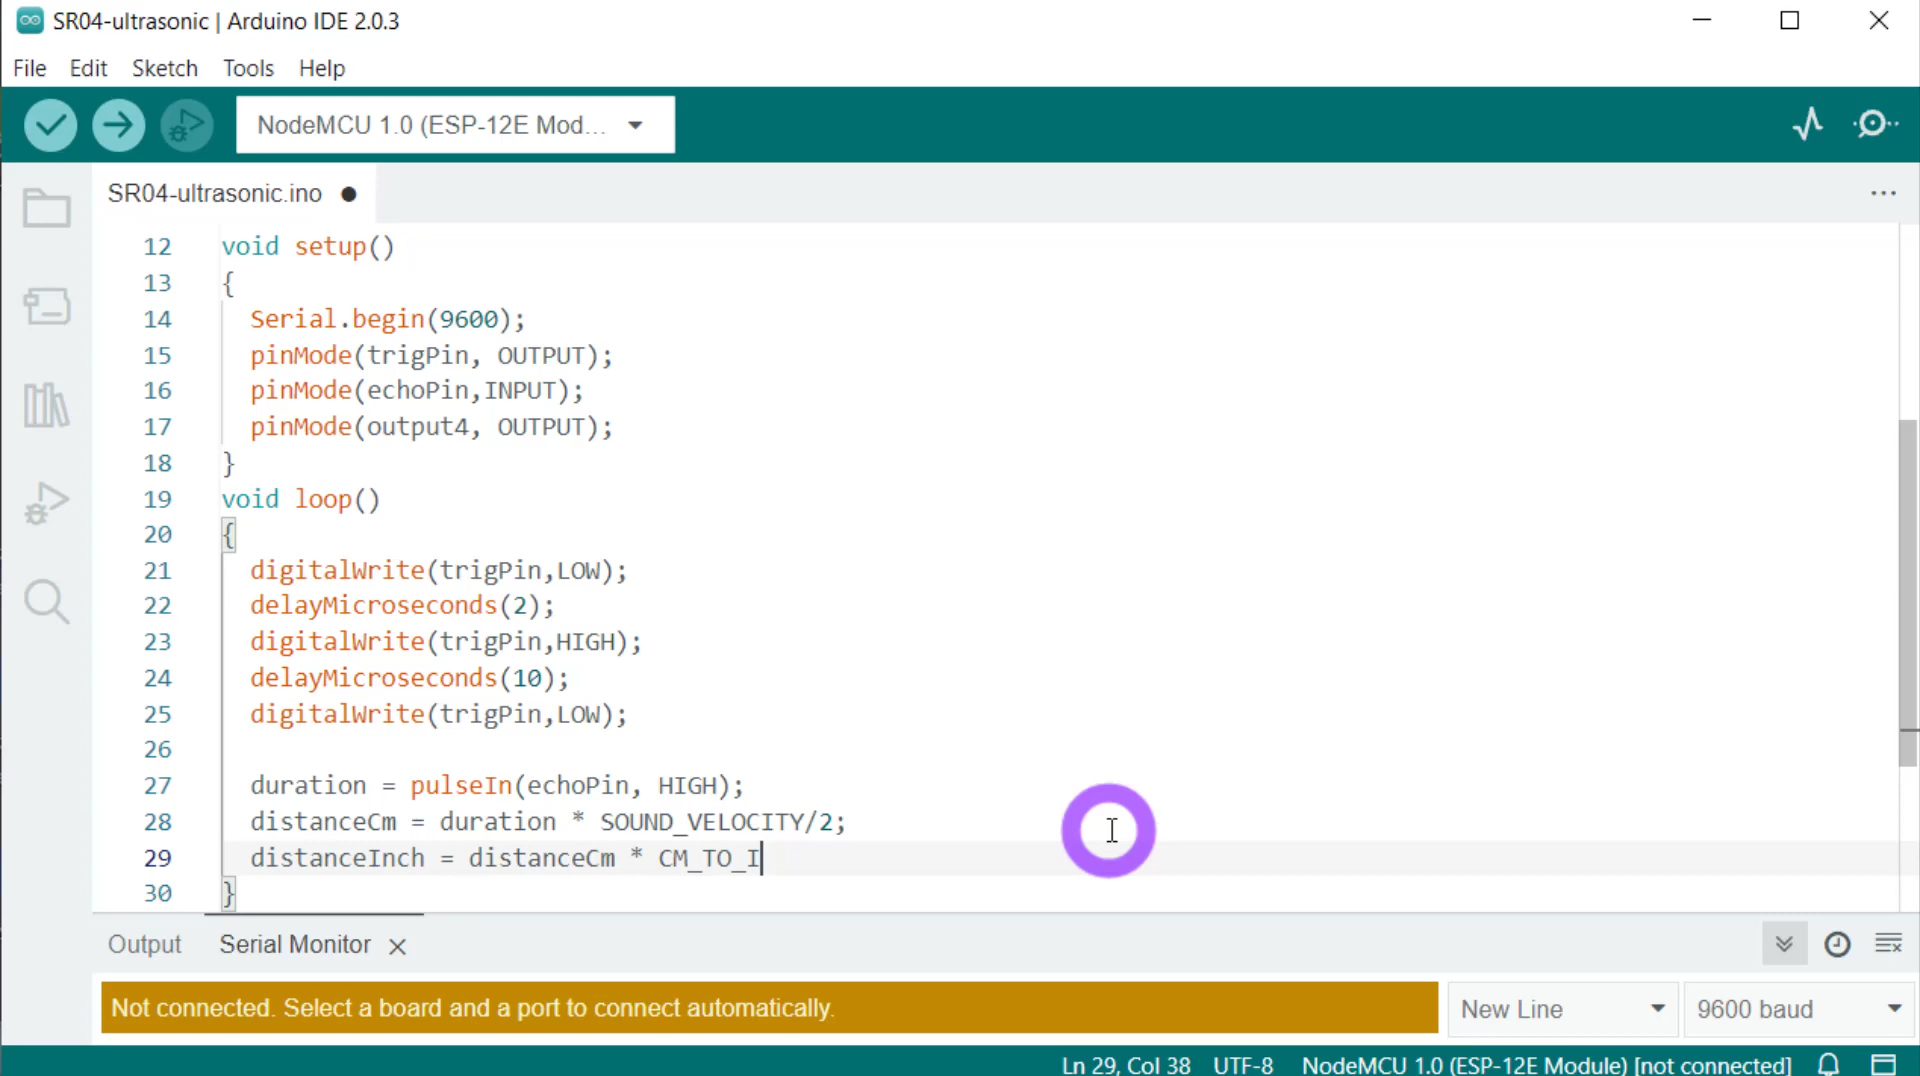 SR04-ultrasonic | Arduino IDE 2.0.3
File Edit Sketch Tools Help
NodeMCU 1.0 (ESP-12E Mod...
SR04-ultrasonic.ino
12 void setup()
13 {
14 Serial.begin(9600);
15 pinMode(trigPin, OUTPUT);
16 pinMode(echoPin,INPUT);
17 pinMode(output4, OUTPUT);
18 }
19 void loop()
20 {
21 digitalWrite(trigPin,LOW);
22 delayMicroseconds(2);
23 digitalWrite(trigPin,HIGH);
24 delayMicroseconds(10);
25 digitalWrite(trigPin,LOW);
26
27 duration = pulseIn(echoPin, HIGH);
28 distanceCm = duration * SOUND_VELOCITY/2;
29 distanceInch = distanceCm * CM_TO_I
30 }
Output Serial Monitor
Not connected. Select a board and a port to connect automatically.
New Line 9600 baud
Ln 29, Col 38 UTF-8 NodeMCU 1.0 (ESP-12E Module) [not connected]